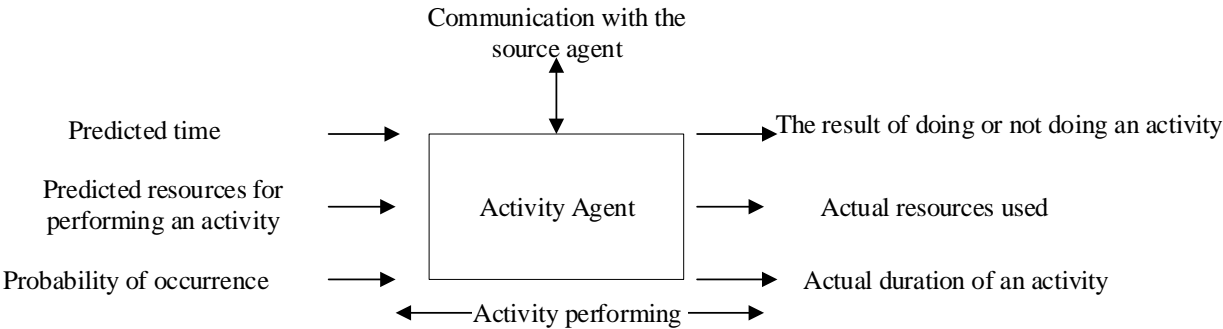 Communication with the
source agent
Predicted time
The result of doing or not doing an activity
Predicted resources for
performing an activity
Activity Agent
Actual resources used
Probability of occurrence
Actual duration of an activity
Activity performing